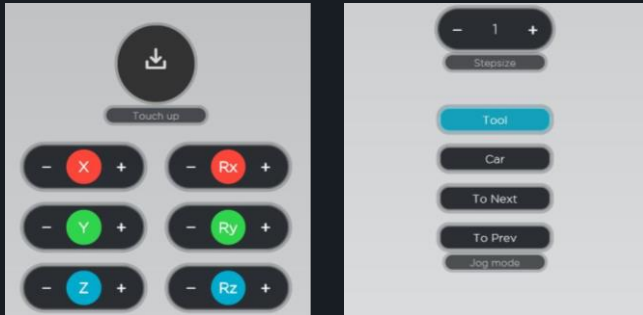 Touch up
- X + - Rx +
- Y + - Ry +
- Z + - Rz +
- 1 +
Stepsize
Tool
Car
To Next
To Prev
Jog mode